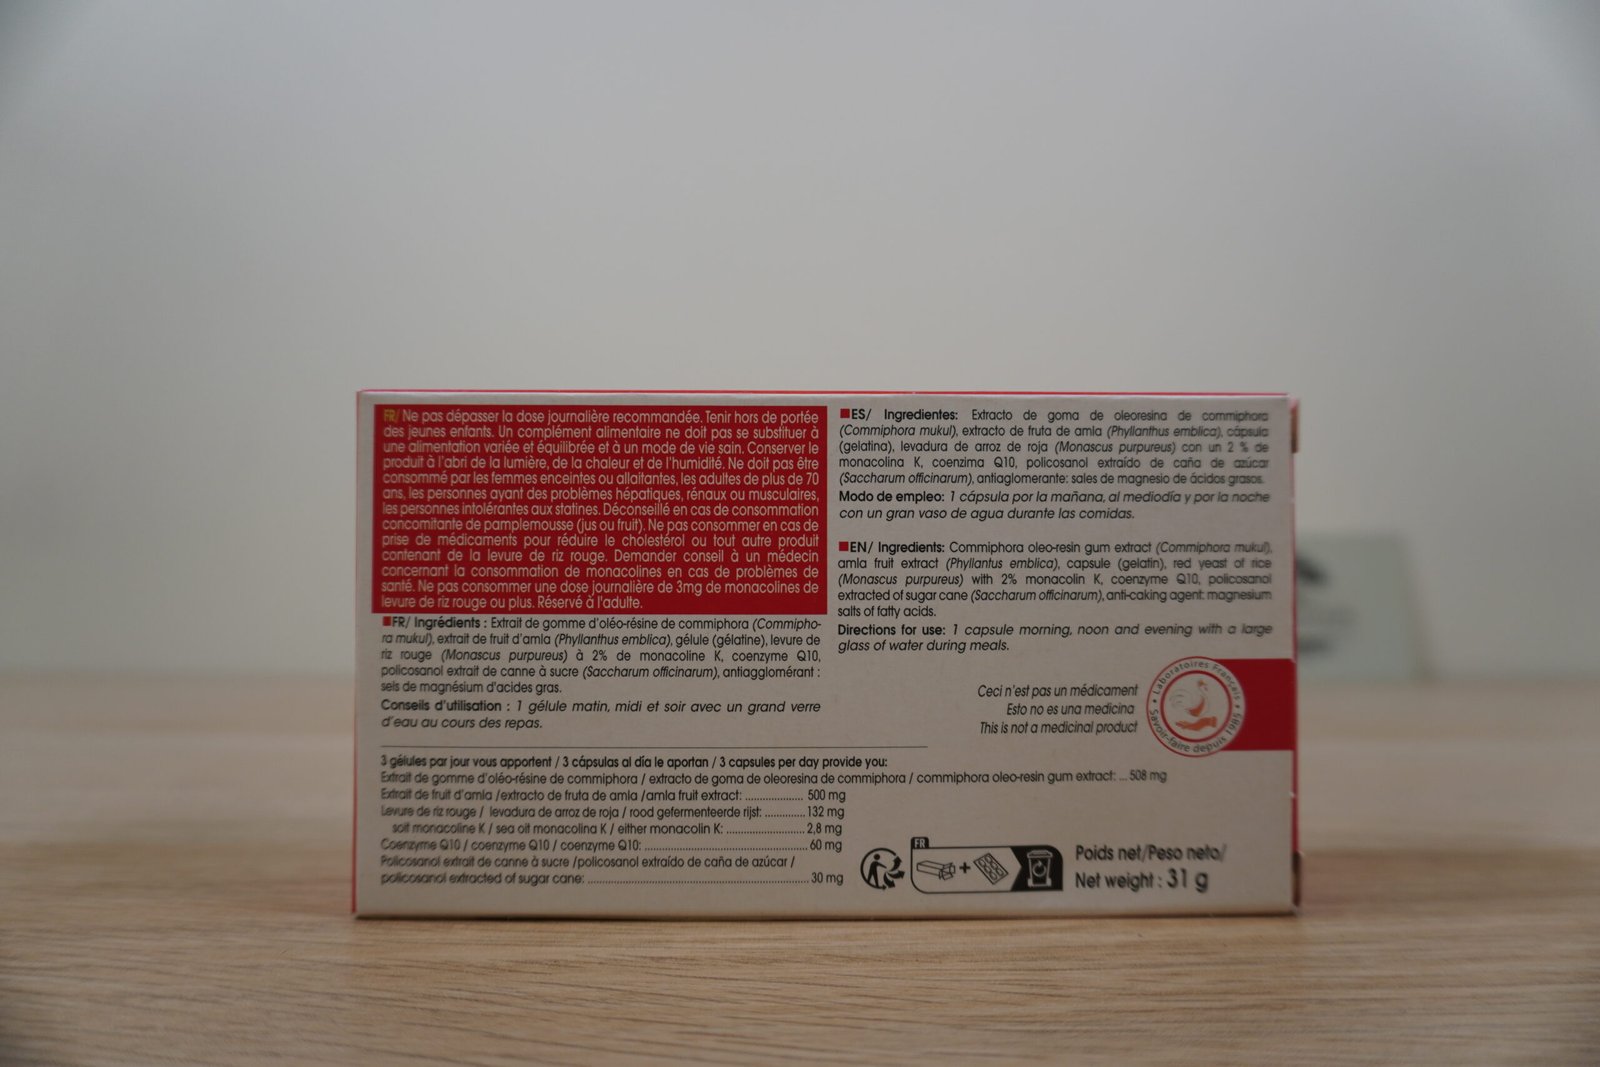 FR/ Ne pas dépasser la dose journalière recommandée. Tenir hors de portée
des jeunes enfants. Un complément alimentaire ne doit pas se substituer à
une alimentation variée et équilibrée et à un mode de vie sain. Conserver le
produit à l'abri de la lumière, de la chaleur et de l'humidité. Ne doit pas être
consommé par les femmes enceintes ou allaitantes, les adultes de plus de 70
ans, les personnes ayant des problèmes hépatiques, rénaux ou musculaires,
les personnes intolérantes aux statines. Déconseillé en cas de consommation
concomitante de pamplemousse (jus ou fruit). Ne pas consommer en cas de
prise de médicaments pour réduire le cholestérol ou tout autre produit
contenant de la levure de riz rouge. Demander conseil à un médecin
concernant la consommation de monacolines en cas de problèmes de
santé. Ne pas consommer une dose journalière de 3mg de monacolines de
levure de riz rouge ou plus. Réservé à l'adulte.
FR/ Ingrédients : Extrait de gomme d'oléo-résine de commiphora (Commipho-
ra mukul), extrait de fruit d'amla (Phyllanthus emblica), gélule (gélatine), levure de
riz rouge (Monascus purpureus) à 2% de monacoline K, coenzyme Q10,
policosanol extrait de canne à sucre (Saccharum officinarum), antiagglomérant :
sels de magnésium d'acides gras.
Conseils d'utilisation : 1 gélule matin, midi et soir avec un grand verre
d'eau au cours des repas.
ES/ Ingredientes: Extracto de goma de oleoresina de commiphora
(Commiphora mukul), extracto de fruta de amla (Phyllanthus emblica), cápsula
(gelatina), levadura de arroz de roja (Monascus purpureus) con un 2 % de
monacolina K, coenzima Q10, policosanol extraído de caña de azúcar
(Saccharum officinarum), antiaglomerante: sales de magnesio de ácidos grasos.
Modo de empleo: 1 cápsula por la mañana, al mediodía y por la noche
con un gran vaso de agua durante las comidas.
EN/ Ingredients: Commiphora oleo-resin gum extract (Commiphora mukul),
amla fruit extract (Phyllantus emblica), capsule (gelatin), red yeast of rice
(Monascus purpureus) with 2% monacolin K, coenzyme Q10, policosanol
extracted of sugar cane (Saccharum officinarum), anti-caking agent: magnesium
salts of fatty acids.
Directions for use: 1 capsule morning, noon and evening with a large
glass of water during meals.
Ceci n'est pas un médicament
Esto no es una medicina
This is not a medicinal product
Laboratoires Français
Savoir-faire depuis 1985
3 gélules par jour vous apportent / 3 cápsulas al día le aportan / 3 capsules per day provide you:
Extrait de gomme d'oléo-résine de commiphora / extracto de goma de oleoresina de commiphora / commiphora oleo-resin gum extract: ... 508 mg
Extrait de fruit d'amla /extracto de fruta de amla /amla fruit extract: .................... 500 mg
Levure de riz rouge / levadura de arroz de roja / rood gefermenteerde rijst: ............. 132 mg
soit monacoline K / sea oit monacolina K / either monacolin K: ........................... 2,8 mg
Coenzyme Q10 / coenzyme Q10 / coenzyme Q10: .......................................................... 60 mg
Policosanol extrait de canne à sucre /policosanol extraído de caña de azúcar /
policosanol extracted of sugar cane: .......................................................................... 30 mg
FR
Poids net/Peso neto/
Net weight : 31 g